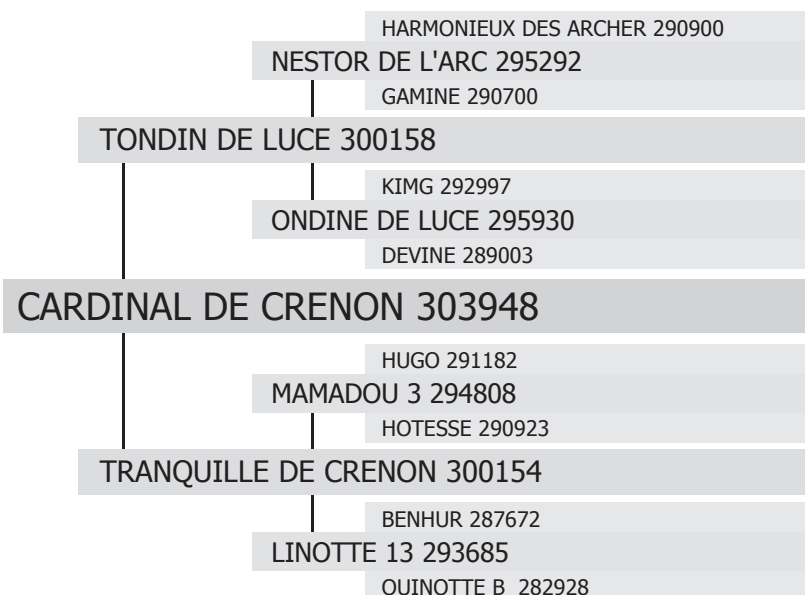 HARMONIEUX DES ARCHER 290900
NESTOR DE L'ARC 295292
GAMINE 290700
TONDIN DE LUCE 300158
KIMG 292997
ONDINE DE LUCE 295930
DEVINE 289003
CARDINAL DE CRENON 303948
HUGO 291182
MAMADOU 3 294808
HOTESSE 290923
TRANQUILLE DE CRENON 300154
BENHUR 287672
LINOTTE 13 293685
QUINOTTE B 282928